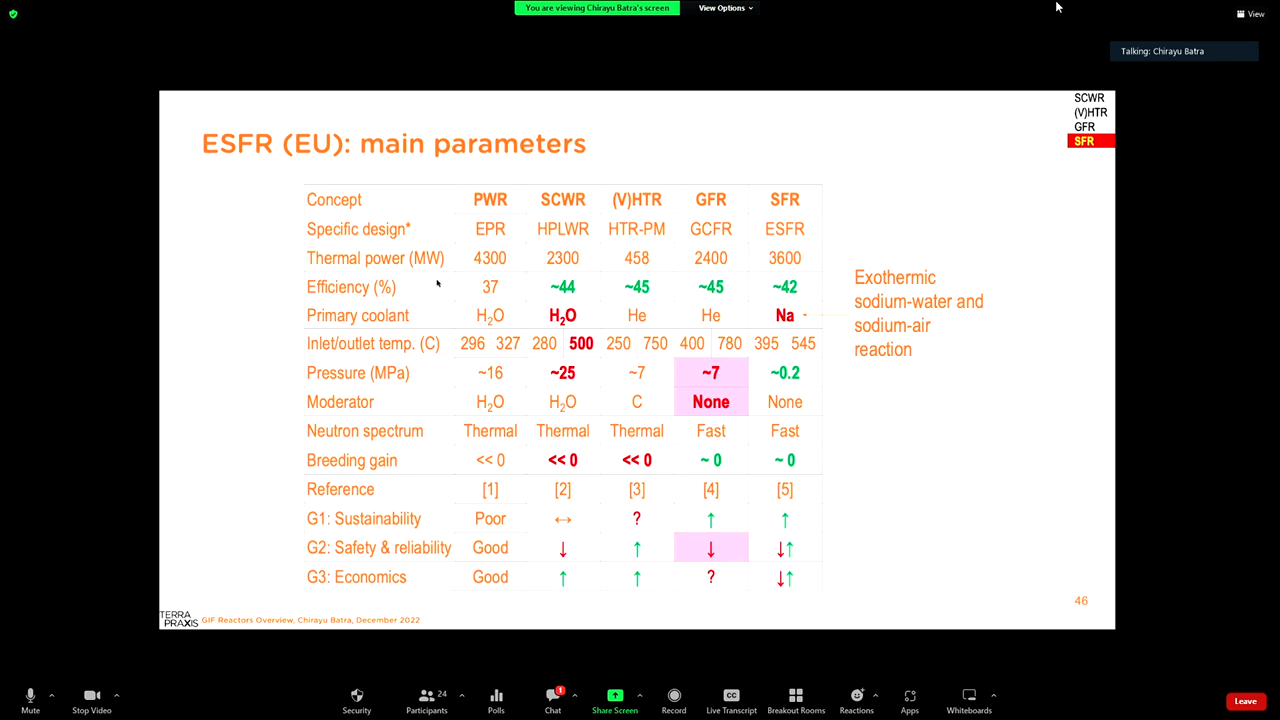 You are viewing Chirayu Batra's screen View Options
View
Talking: Chirayu Batra
SCWR
(V)HTR
GFR
SFR
ESFR (EU): main parameters
Concept PWR SCWR (V)HTR GFR SFR
Specific design* EPR HPLWR HTR-PM GCFR ESFR
Thermal power (MW) 4300 2300 458 2400 3600
Efficiency (%) 37 ~44 ~45 ~45 ~42
Primary coolant H₂O H₂O He He Na
Inlet/outlet temp. (C) 296 327 280 500 250 750 400 780 395 545
Pressure (MPa) ~16 ~25 ~7 ~7 ~0.2
Moderator H₂O H₂O C None None
Neutron spectrum Thermal Thermal Thermal Fast Fast
Breeding gain << 0 << 0 << 0 ~ 0 ~ 0
Reference [1] [2] [3] [4] [5]
G1: Sustainability Poor ↔ ? ↑ ↑
G2: Safety & reliability Good ↓ ↑ ↓ ↓↑
G3: Economics Good ↑ ↑ ? ↓↑
Exothermic
sodium-water and
sodium-air
reaction
46
TERRA
PRAXIS
GIF Reactors Overview, Chirayu Batra, December 2022
24
1
CC
Mute Stop Video Security Participants Polls Chat Share Screen Record Live Transcript Breakout Rooms Reactions Apps Whiteboards Leave